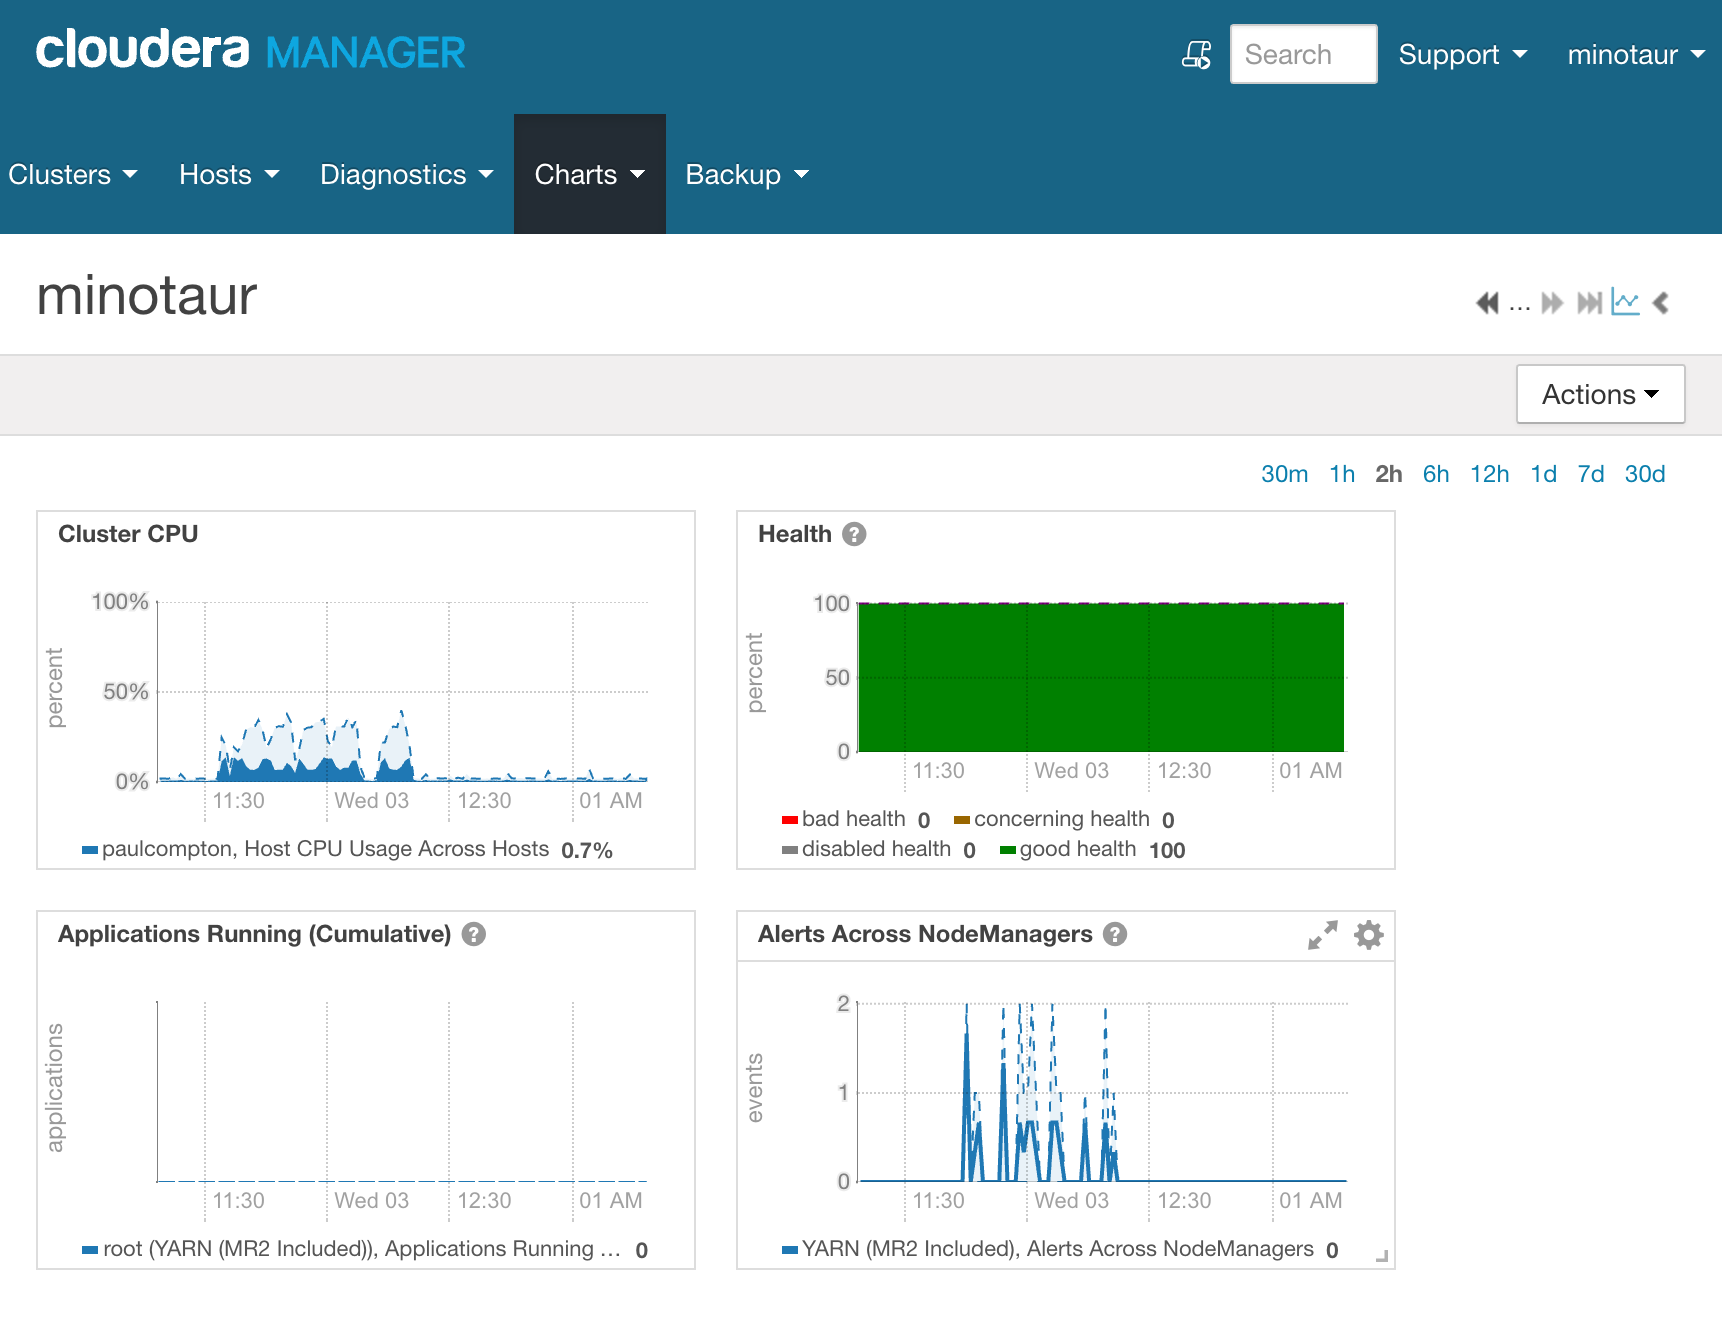 cloudera MANAGER
Search
Support
minotaur
Clusters
Hosts
Diagnostics
Charts
Backup
minotaur
...
Actions
30m 1h 2h 6h 12h 1d 7d 30d
Cluster CPU
percent
100%
50%
0%
11:30 Wed 03 12:30 01 AM
paulcompton, Host CPU Usage Across Hosts 0.7%
Health ?
percent
100
50
0
11:30 Wed 03 12:30 01 AM
bad health 0 concerning health 0
disabled health 0 good health 100
Applications Running (Cumulative) ?
applications
11:30 Wed 03 12:30 01 AM
root (YARN (MR2 Included)), Applications Running ... 0
Alerts Across NodeManagers ?
events
2
1
0
11:30 Wed 03 12:30 01 AM
YARN (MR2 Included), Alerts Across NodeManagers 0